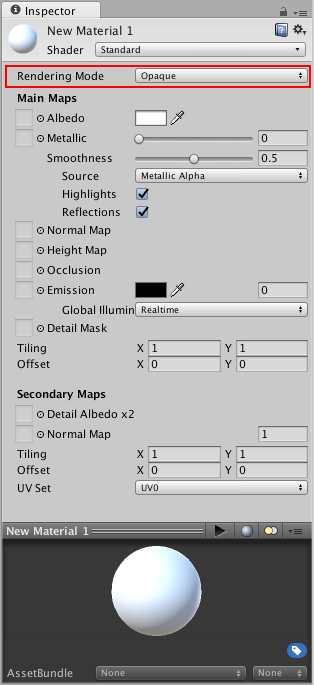 Inspector
New Material 1
Shader Standard
Rendering Mode Opaque
Main Maps
Albedo
Metallic 0
Smoothness 0.5
Source Metallic Alpha
Highlights
Reflections
Normal Map
Height Map
Occlusion
Emission 0
Global Illumin Realtime
Detail Mask
Tiling X 1 Y 1
Offset X 0 Y 0
Secondary Maps
Detail Albedo x2
Normal Map 1
Tiling X 1 Y 1
Offset X 0 Y 0
UV Set UV0
New Material 1
AssetBundle None None